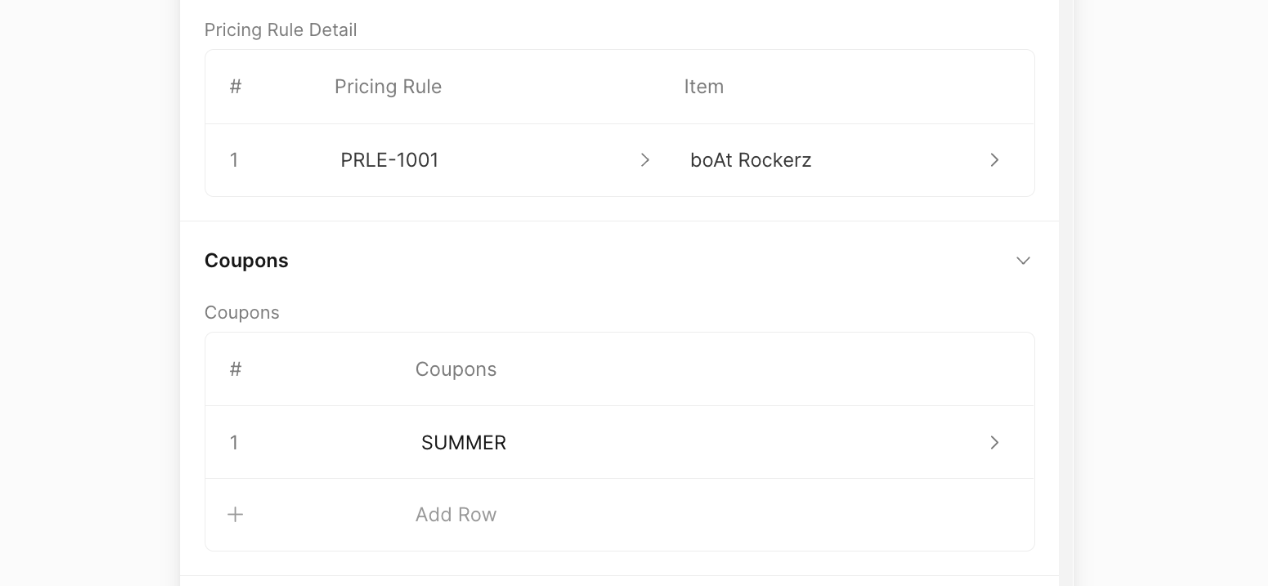 Pricing Rule Detail
# Pricing Rule Item
1 PRLE-1001 boAt Rockerz
Coupons
Coupons
# Coupons
1 SUMMER
+ Add Row